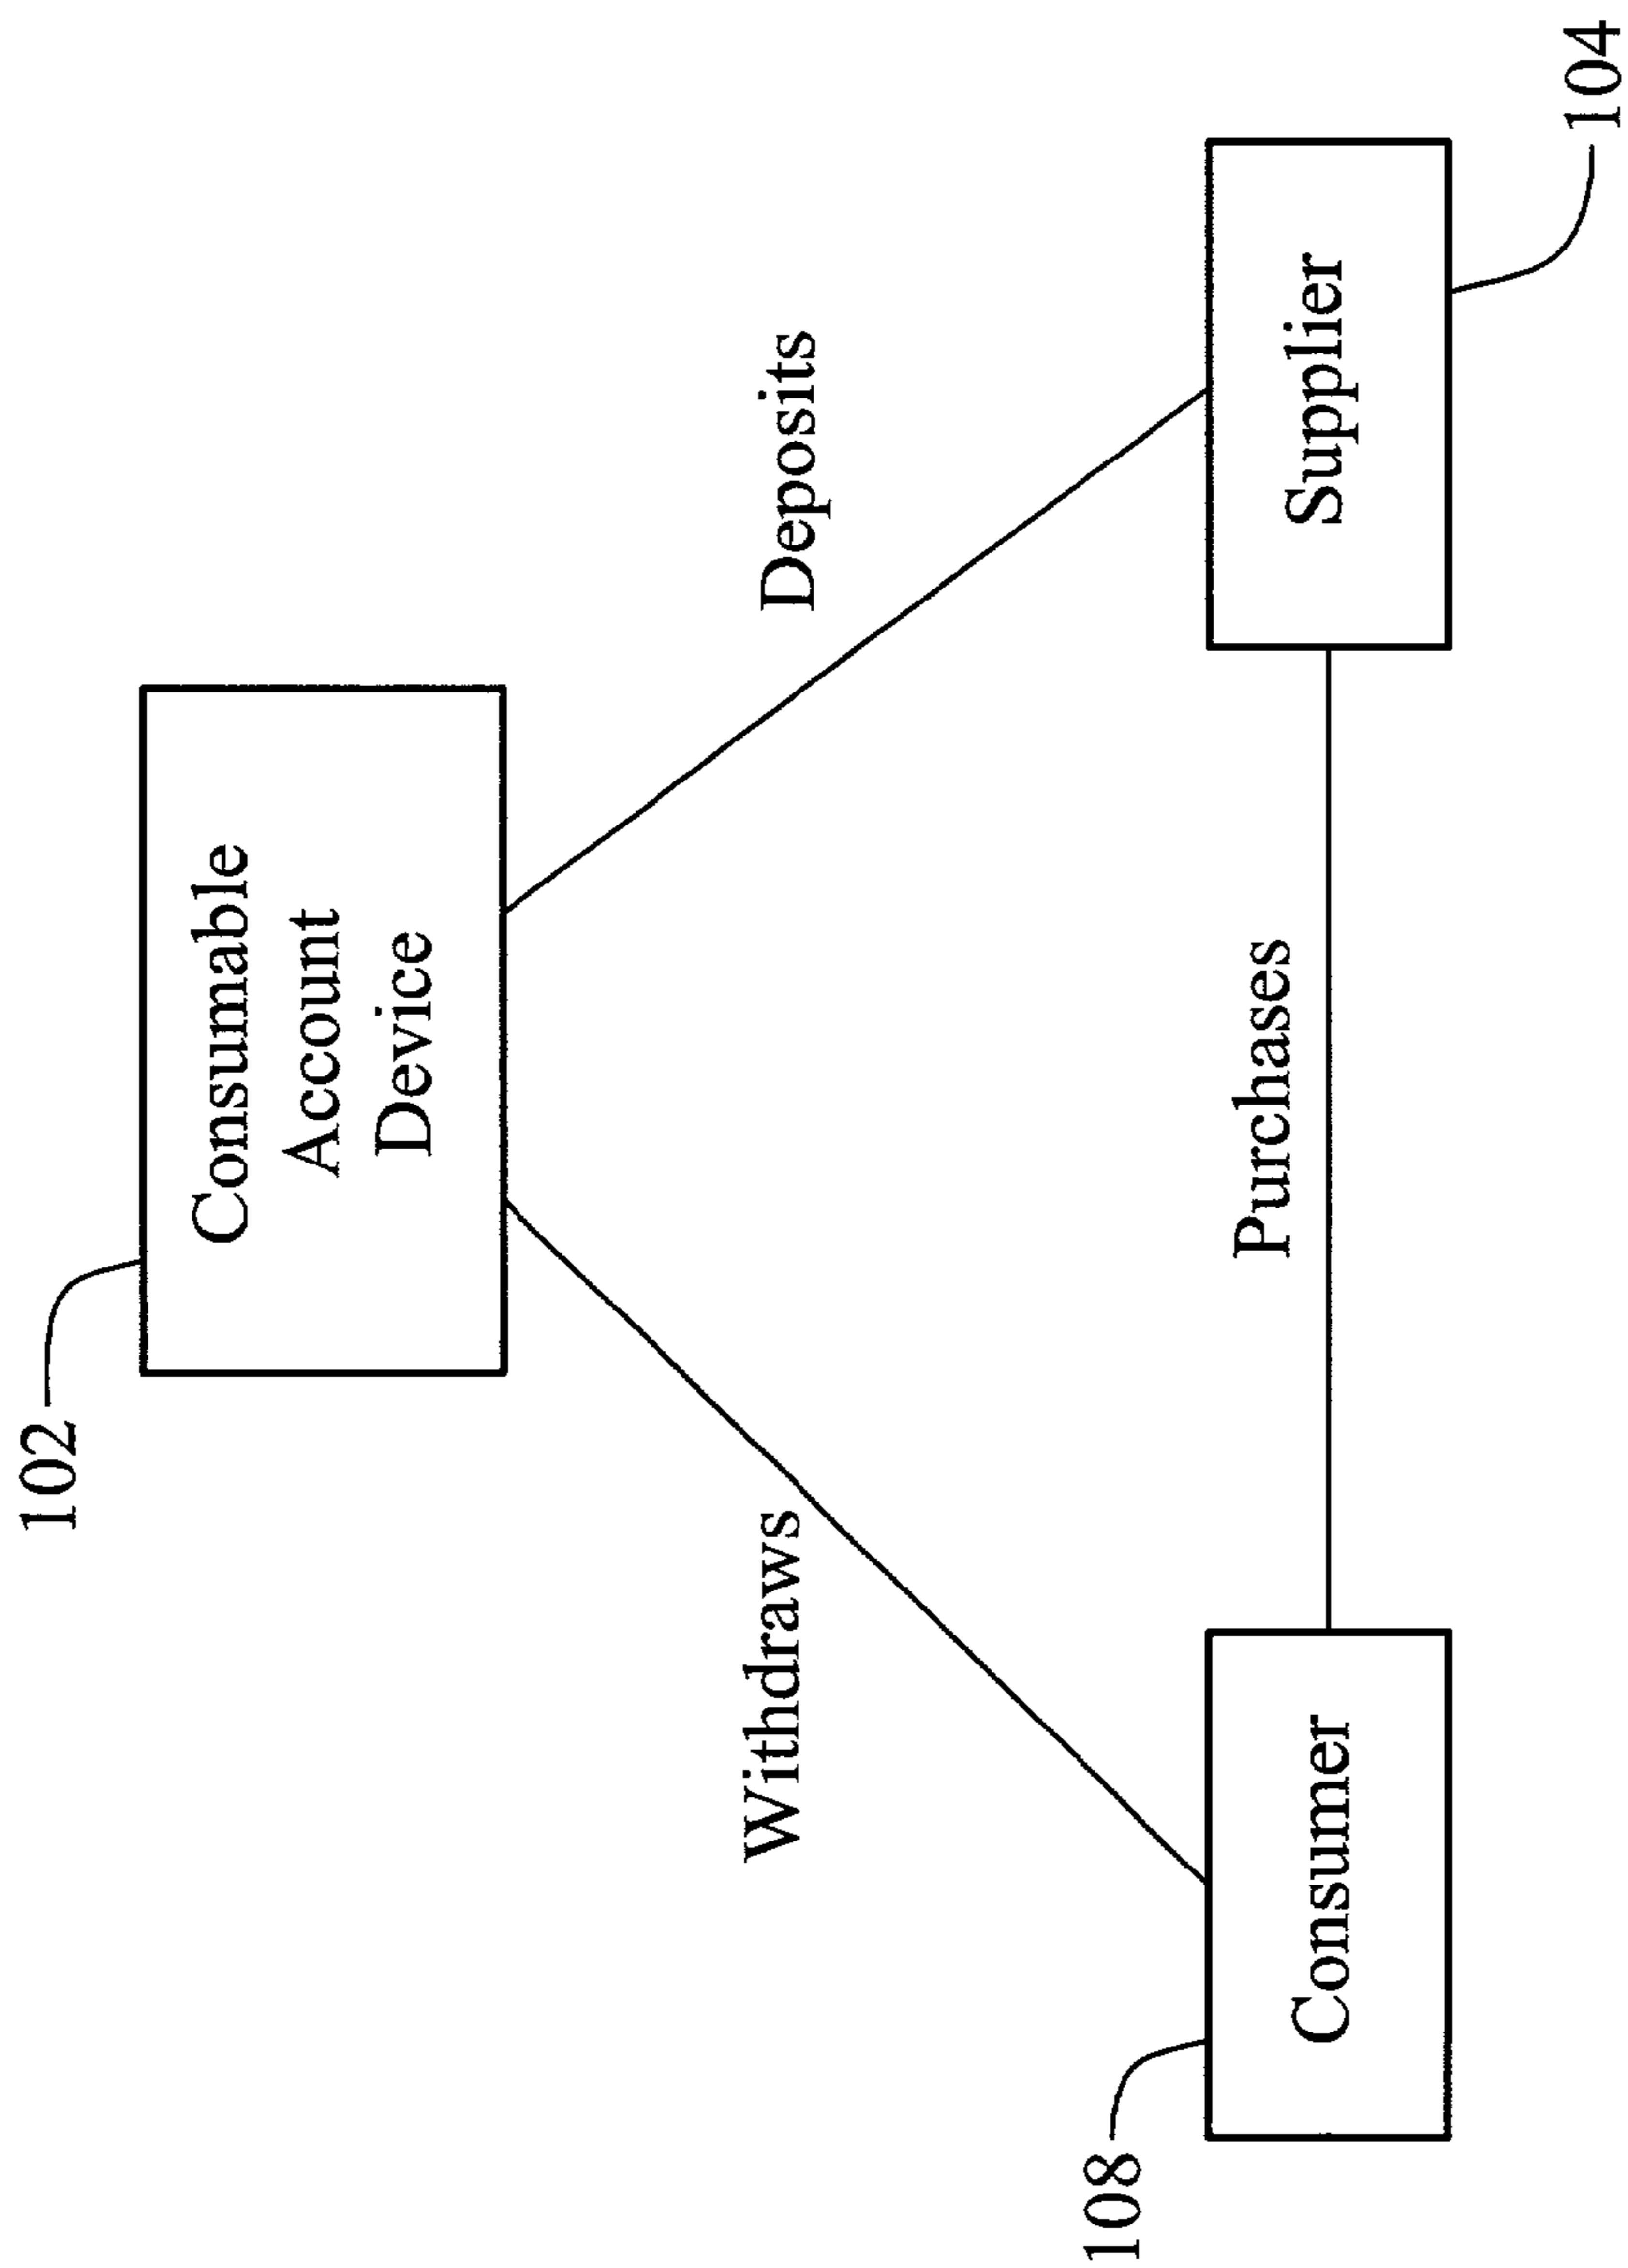 102
Consumable
Account
Device
Withdraws
Deposits
108
Consumer
Purchases
Supplier
104